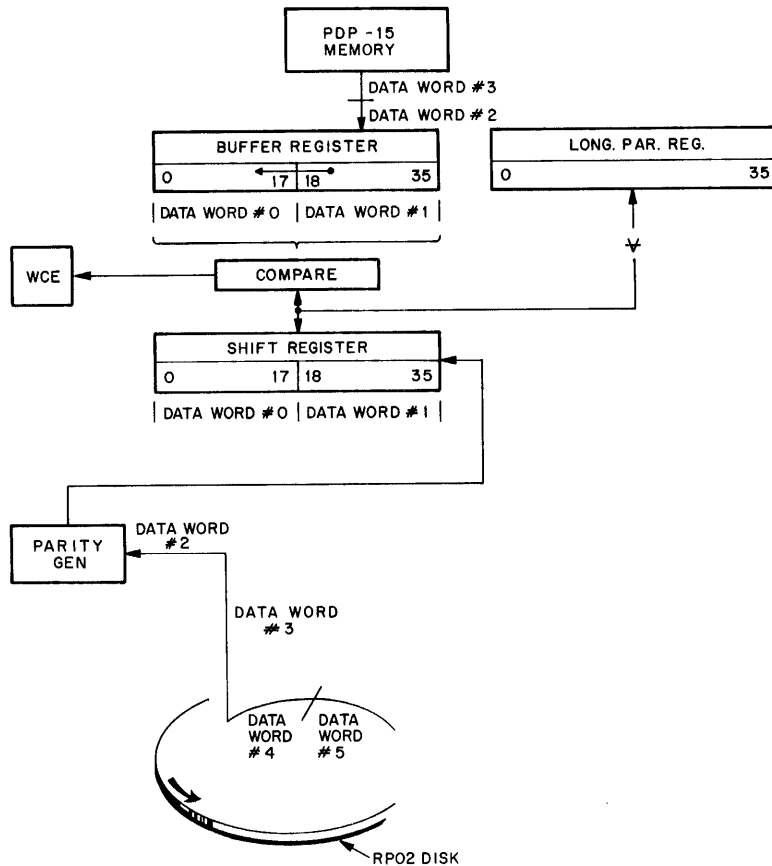 PDP-15
MEMORY
DATA WORD #3
DATA WORD #2
BUFFER REGISTER
0 17 18 35
DATA WORD #0 DATA WORD #1
LONG. PAR. REG.
0 35
⊻
WCE
COMPARE
SHIFT REGISTER
0 17 18 35
DATA WORD #0 DATA WORD #1
PARITY
GEN
DATA WORD
#2
DATA WORD
#3
DATA
WORD
#4
DATA
WORD
#5
RP02 DISK